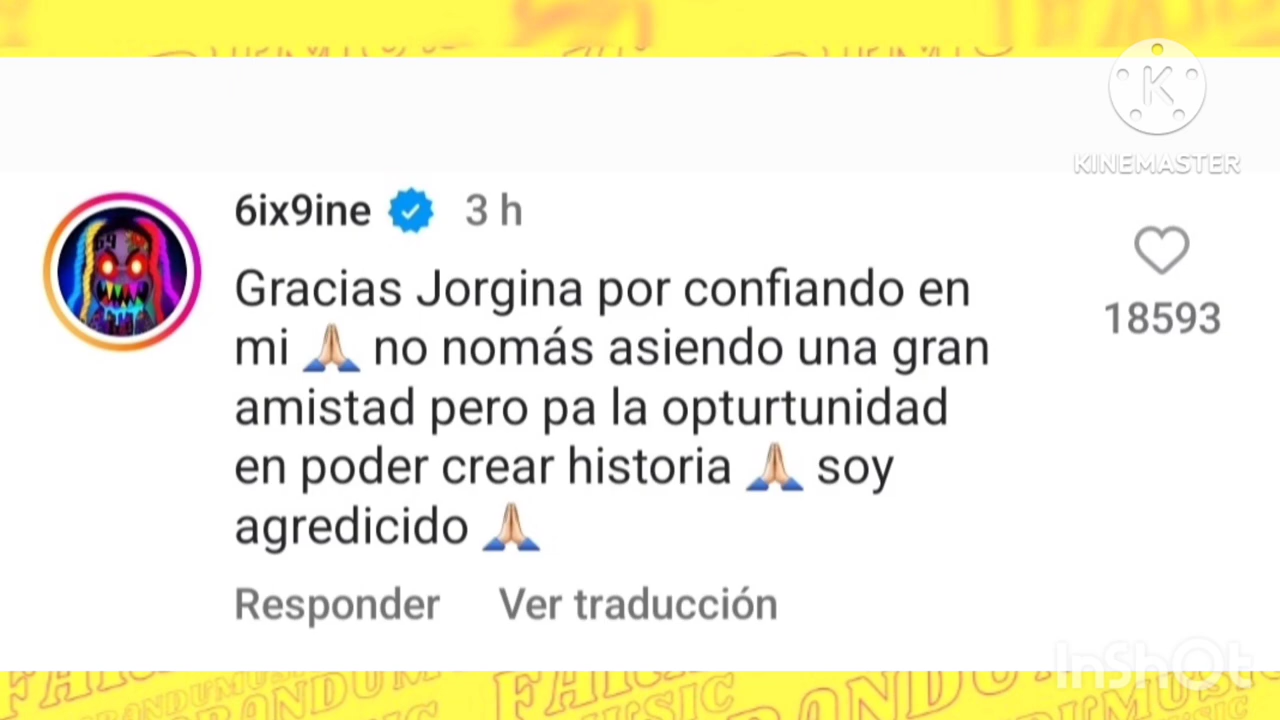 KINEMASTER
6ix9ine 3 h
Gracias Jorgina por confiando en
mi 🙏🏻 no nomás asiendo una gran
amistad pero pa la opturtunidad
en poder crear historia 🙏🏻 soy
agredicido 🙏🏻
18593
Responder Ver traducción
InShOt